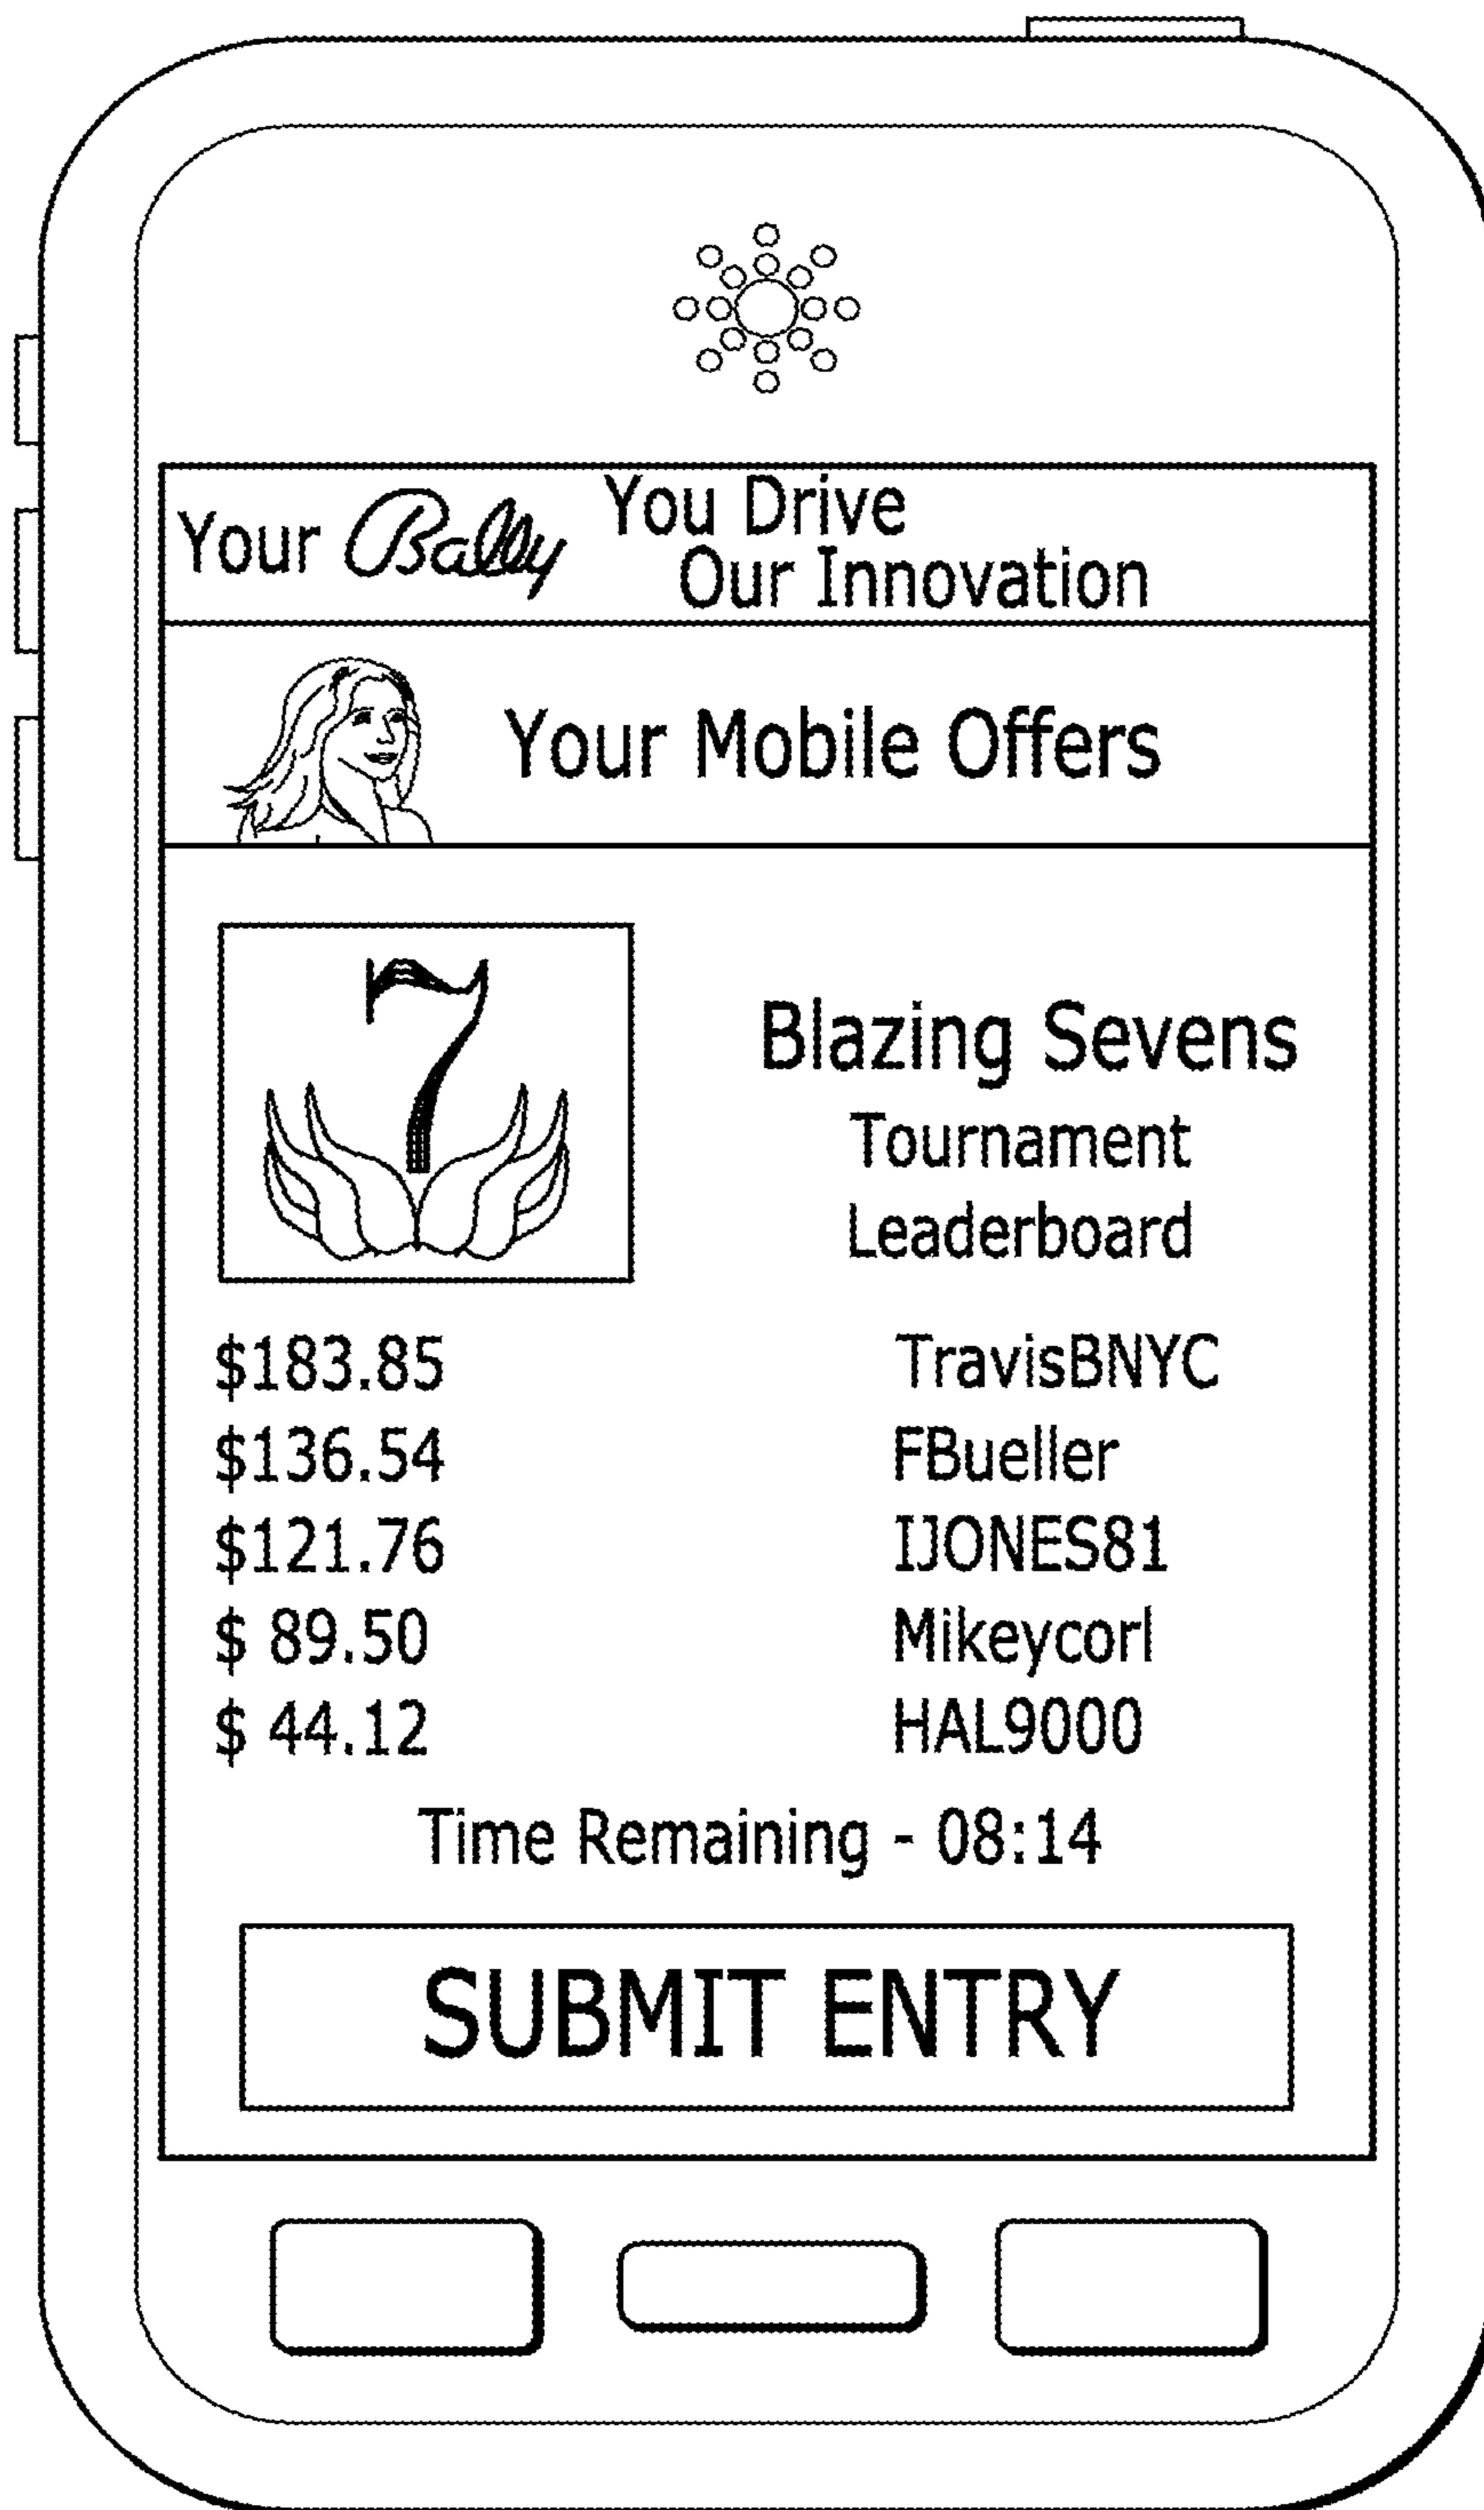 Your Bally You Drive
Our Innovation
Your Mobile Offers
7
Blazing Sevens
Tournament
Leaderboard
$183.85 TravisBNYC
$136.54 FBueller
$121.76 IJONES81
$ 89.50 Mikeycorl
$ 44.12 HAL9000
Time Remaining - 08:14
SUBMIT ENTRY